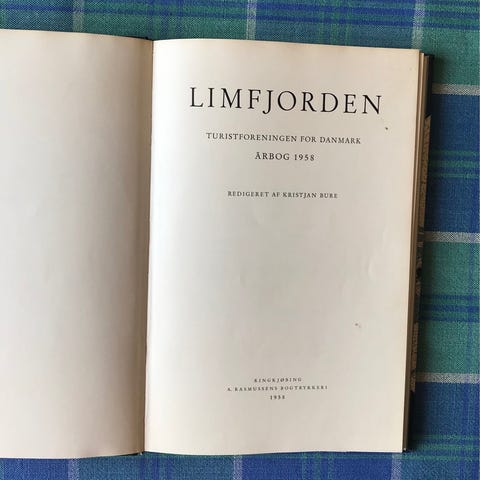 LIMFJORDEN
TURISTFORENINGEN FOR DANMARK
ÅRBOG 1958
REDIGERET AF KRISTJAN BURE
RINGKJØBING
A. RASMUSSENS BOGTRYKKERI
1958